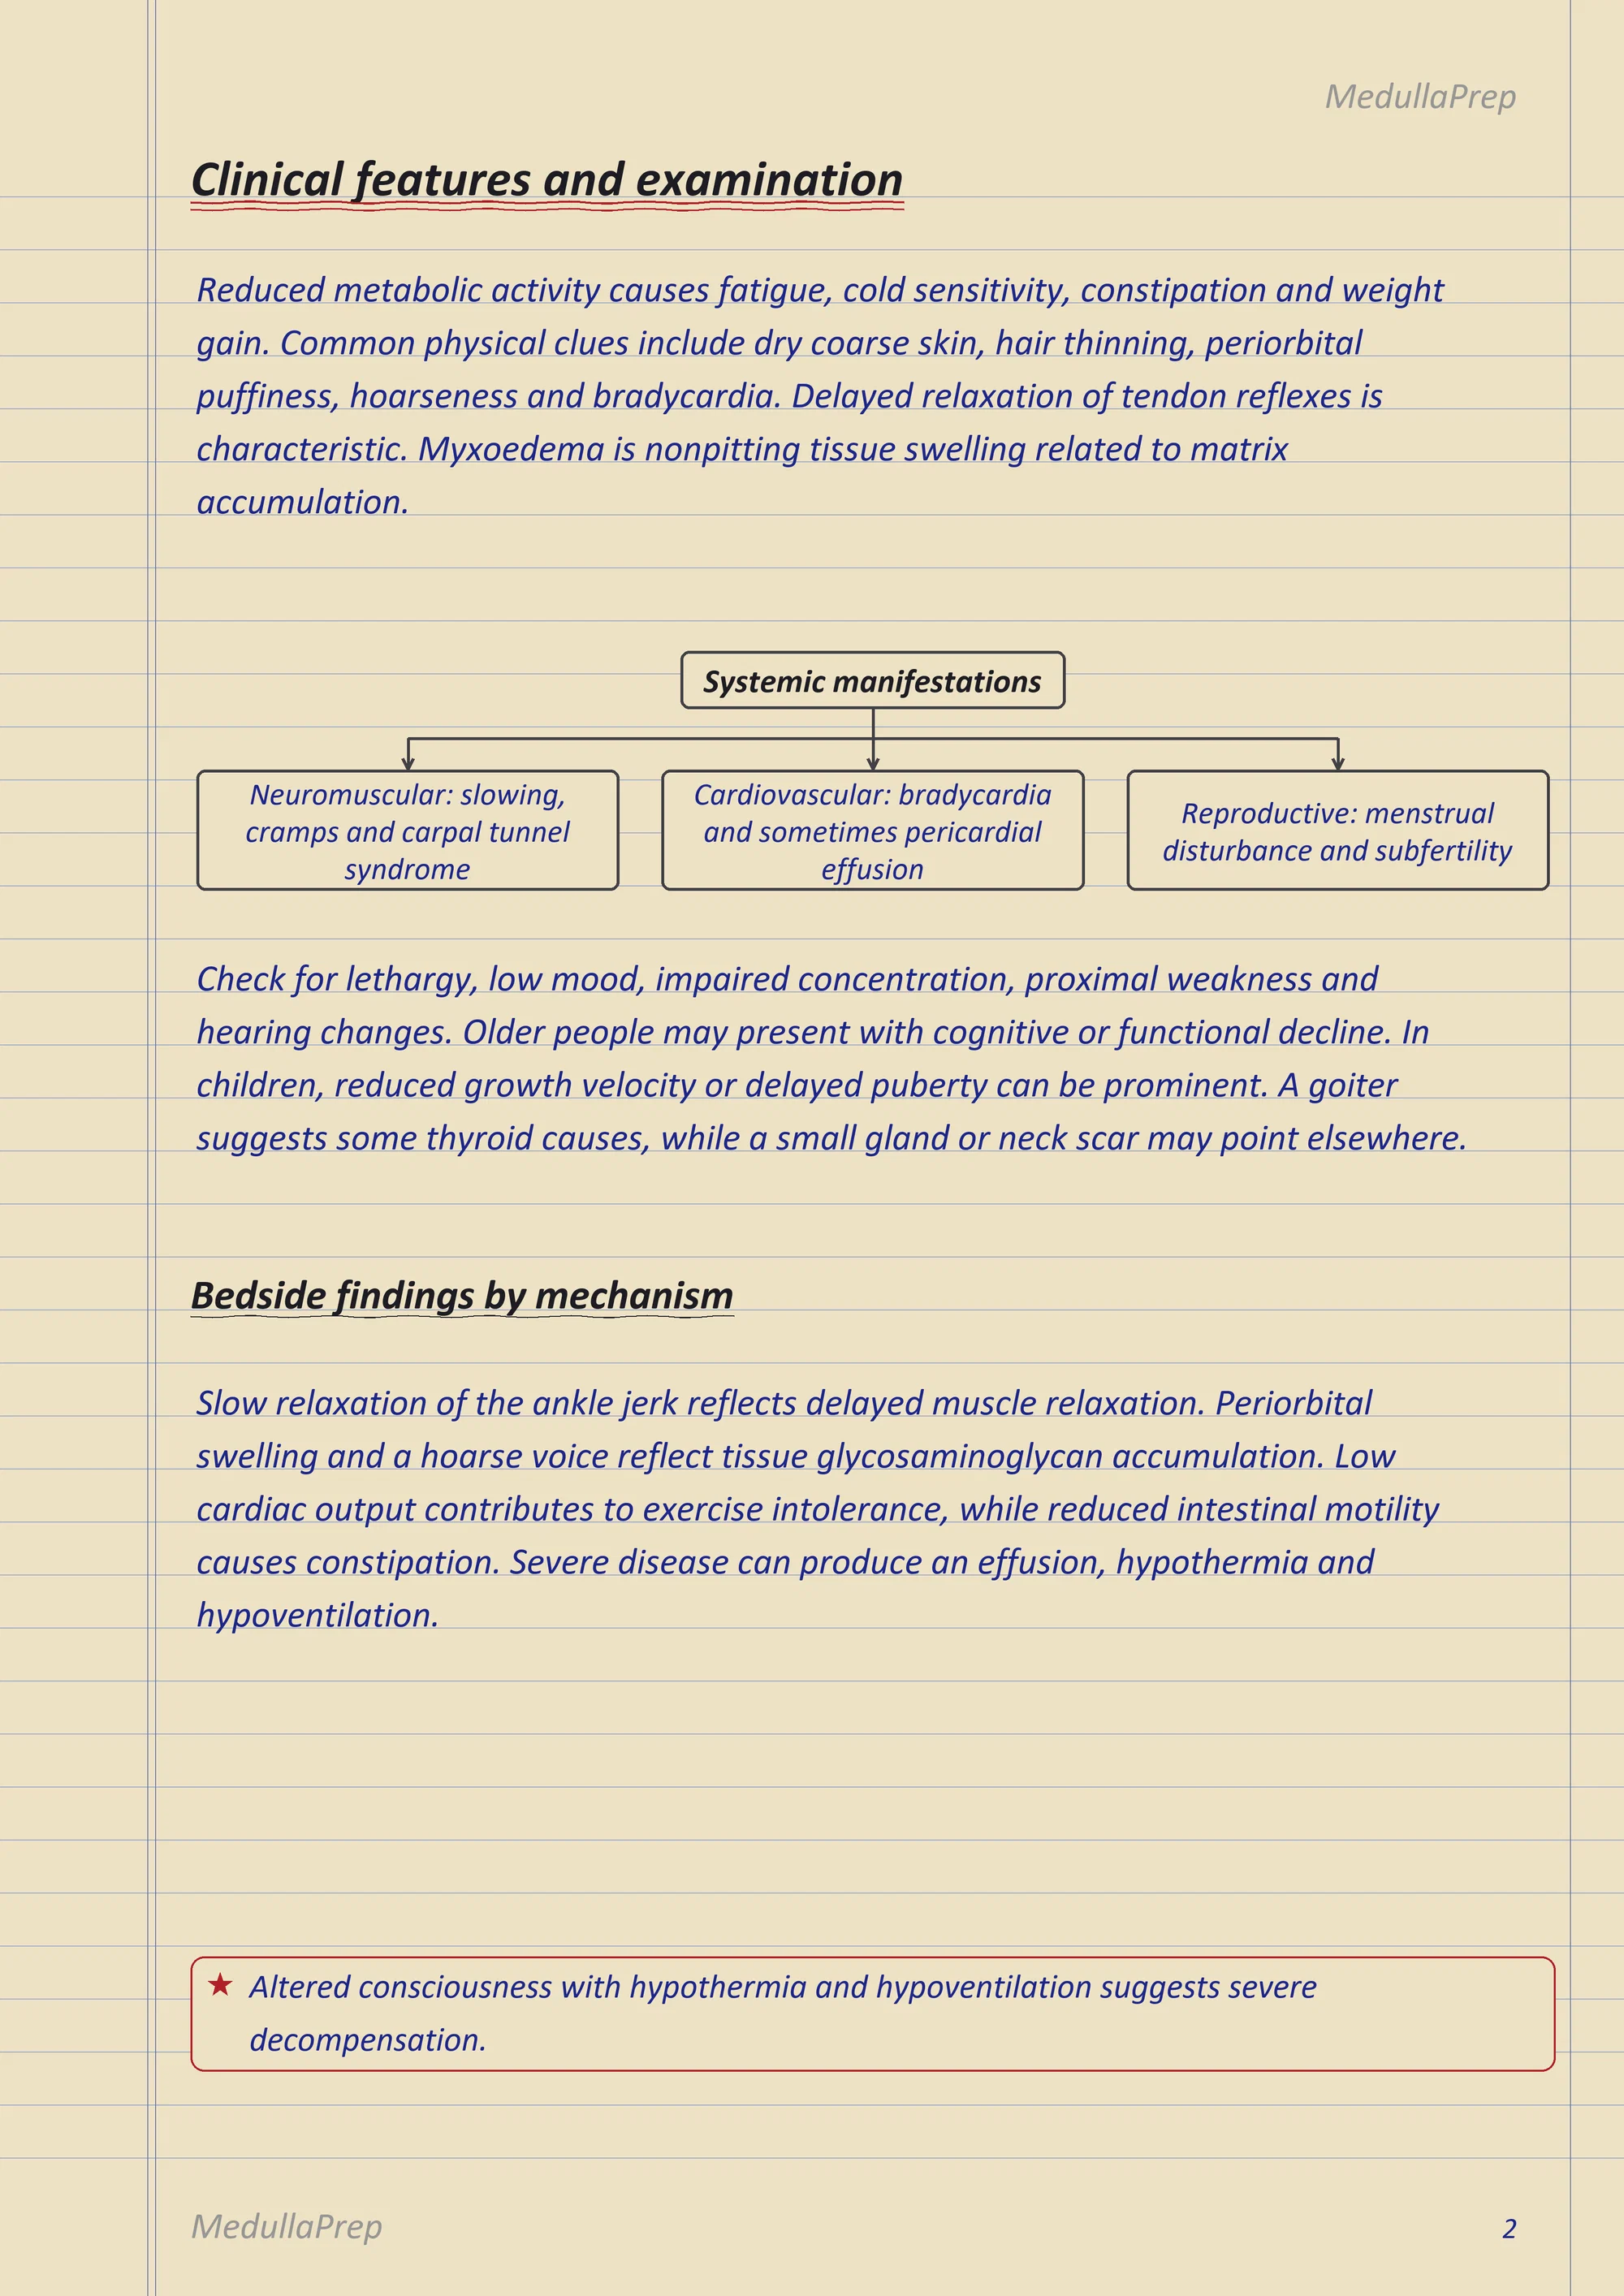 MedullaPrep
Clinical features and examination
Reduced metabolic activity causes fatigue, cold sensitivity, constipation and weight
gain. Common physical clues include dry coarse skin, hair thinning, periorbital
puffiness, hoarseness and bradycardia. Delayed relaxation of tendon reflexes is
characteristic. Myxoedema is nonpitting tissue swelling related to matrix
accumulation.
Systemic manifestations
Neuromuscular: slowing,
cramps and carpal tunnel
syndrome
Cardiovascular: bradycardia
and sometimes pericardial
effusion
Reproductive: menstrual
disturbance and subfertility
Check for lethargy, low mood, impaired concentration, proximal weakness and
hearing changes. Older people may present with cognitive or functional decline. In
children, reduced growth velocity or delayed puberty can be prominent. A goiter
suggests some thyroid causes, while a small gland or neck scar may point elsewhere.
Bedside findings by mechanism
Slow relaxation of the ankle jerk reflects delayed muscle relaxation. Periorbital
swelling and a hoarse voice reflect tissue glycosaminoglycan accumulation. Low
cardiac output contributes to exercise intolerance, while reduced intestinal motility
causes constipation. Severe disease can produce an effusion, hypothermia and
hypoventilation.
★ Altered consciousness with hypothermia and hypoventilation suggests severe
decompensation.
MedullaPrep
2